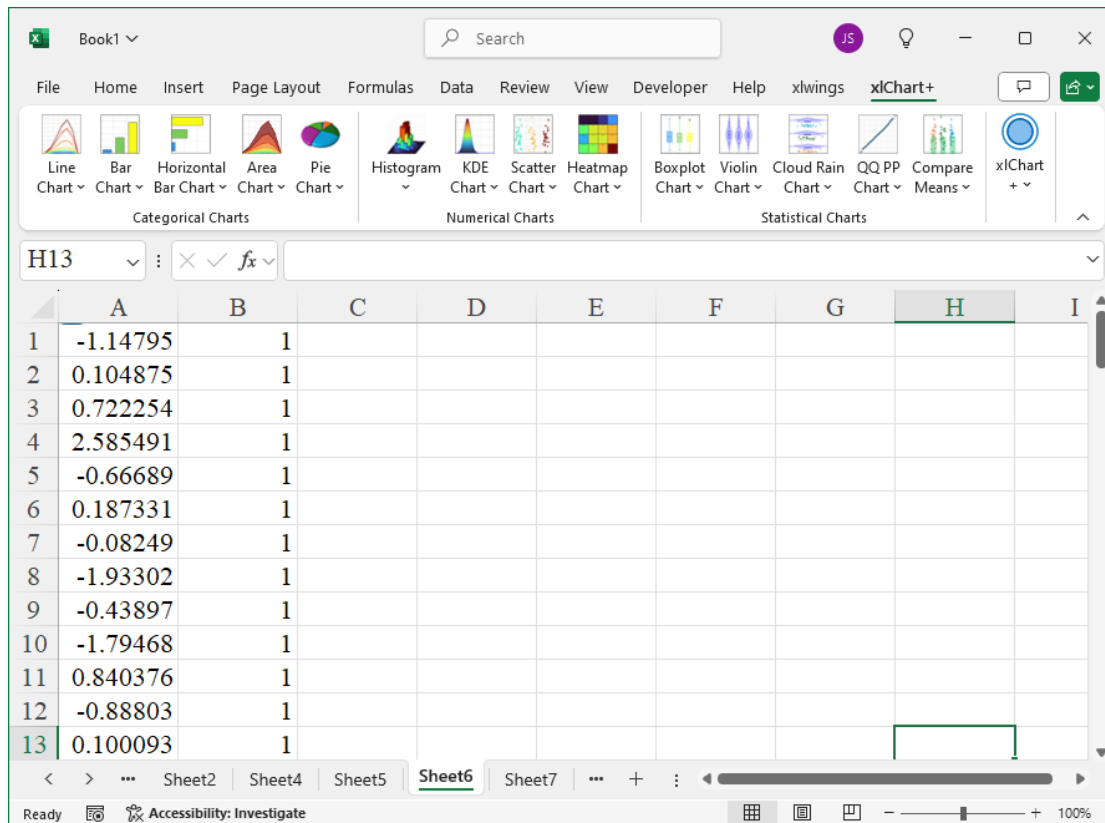 Book1
Search
JS
File Home Insert Page Layout Formulas Data Review View Developer Help xlwings xlChart+
Line Chart
Bar Chart
Horizontal Bar Chart
Area Chart
Pie Chart
Categorical Charts
Histogram
KDE Chart
Scatter Chart
Heatmap Chart
Numerical Charts
Boxplot Chart
Violin Chart
Cloud Rain Chart
QQ PP Chart
Compare Means
Statistical Charts
xlChart +
H13 fx
A B C D E F G H I
1 -1.14795 1
2 0.104875 1
3 0.722254 1
4 2.585491 1
5 -0.66689 1
6 0.187331 1
7 -0.08249 1
8 -1.93302 1
9 -0.43897 1
10 -1.79468 1
11 0.840376 1
12 -0.88803 1
13 0.100093 1
Sheet2 Sheet4 Sheet5 Sheet6 Sheet7
Ready Accessibility: Investigate 100%